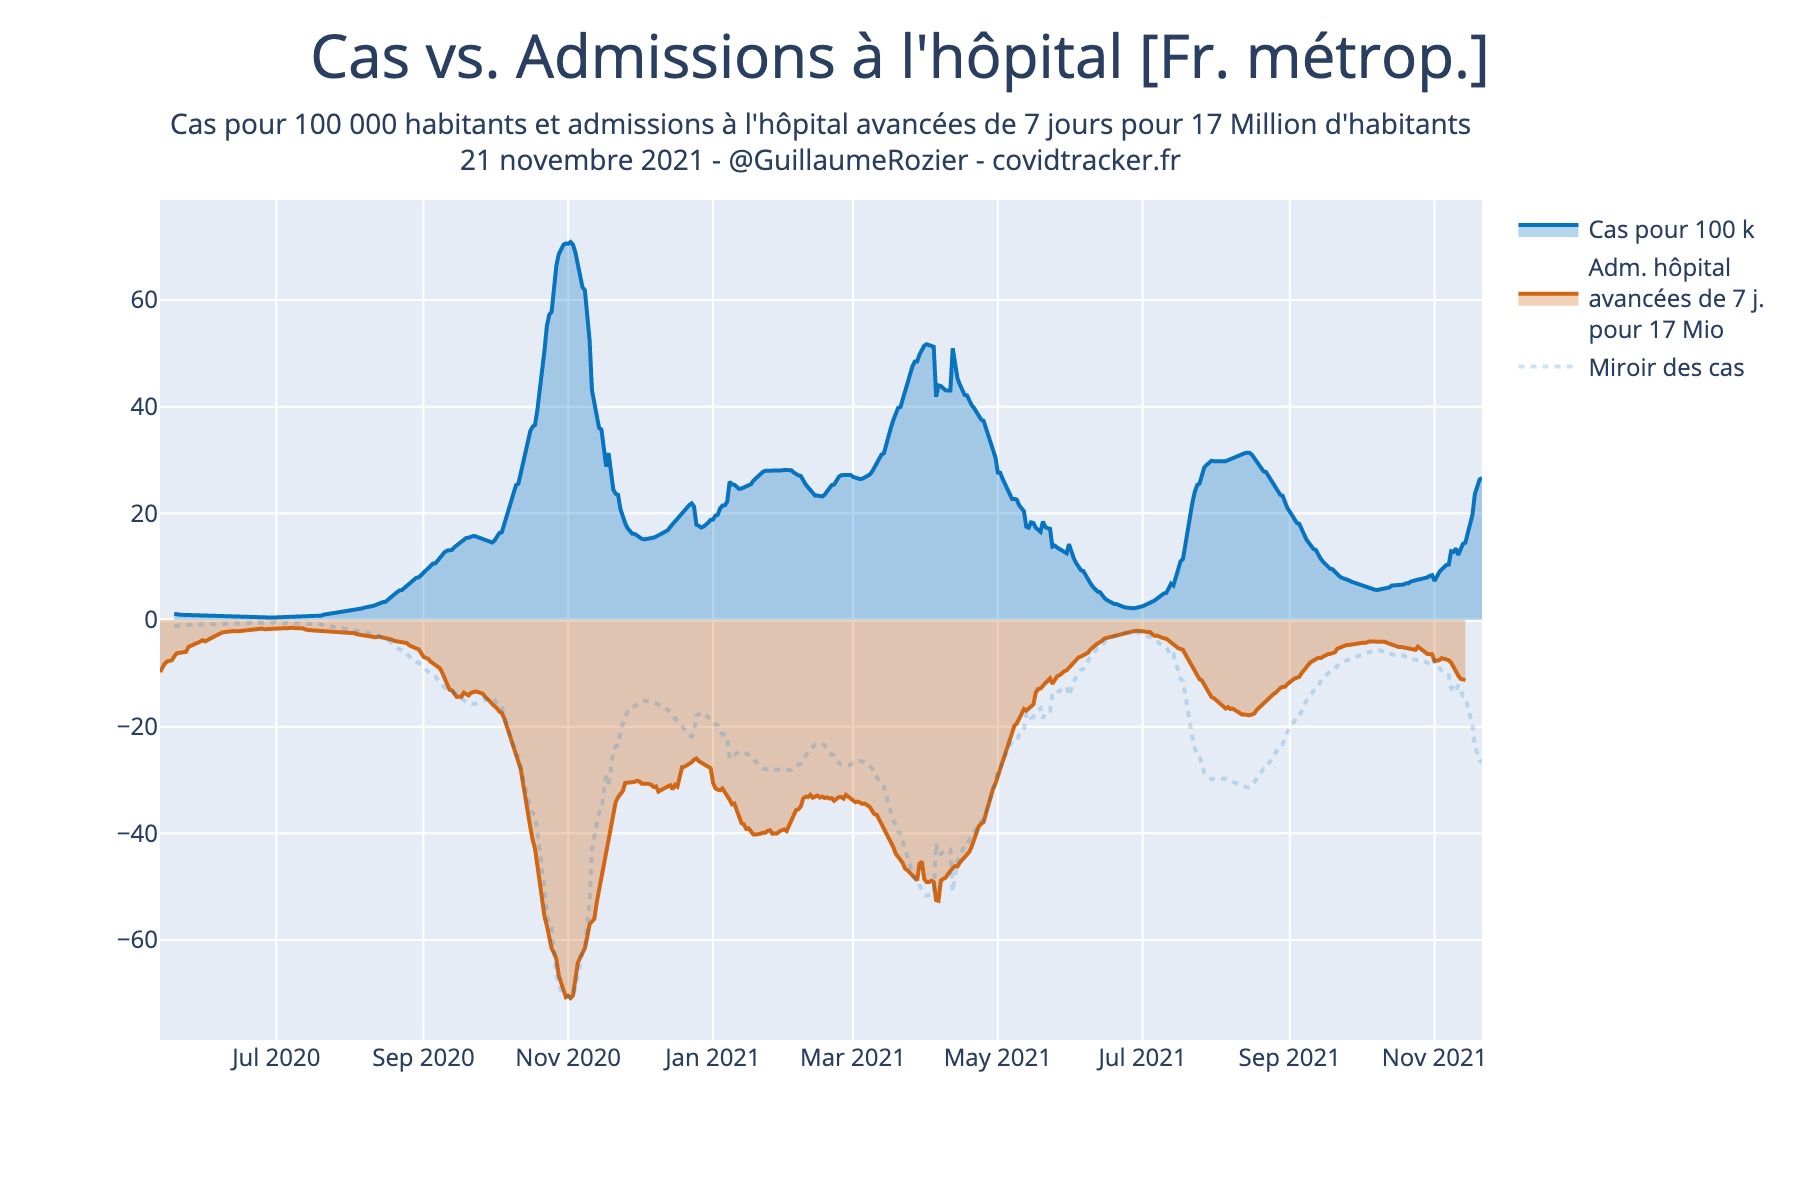 Cas vs. Admissions à l'hôpital [Fr. métrop.]
Cas pour 100 000 habitants et admissions à l'hôpital avancées de 7 jours pour 17 Million d'habitants
21 novembre 2021 - @GuillaumeRozier - covidtracker.fr
Cas pour 100 k
Adm. hôpital
avancées de 7 j.
pour 17 Mio
Miroir des cas
60
40
20
0
−20
−40
−60
Jul 2020
Sep 2020
Nov 2020
Jan 2021
Mar 2021
May 2021
Jul 2021
Sep 2021
Nov 2021